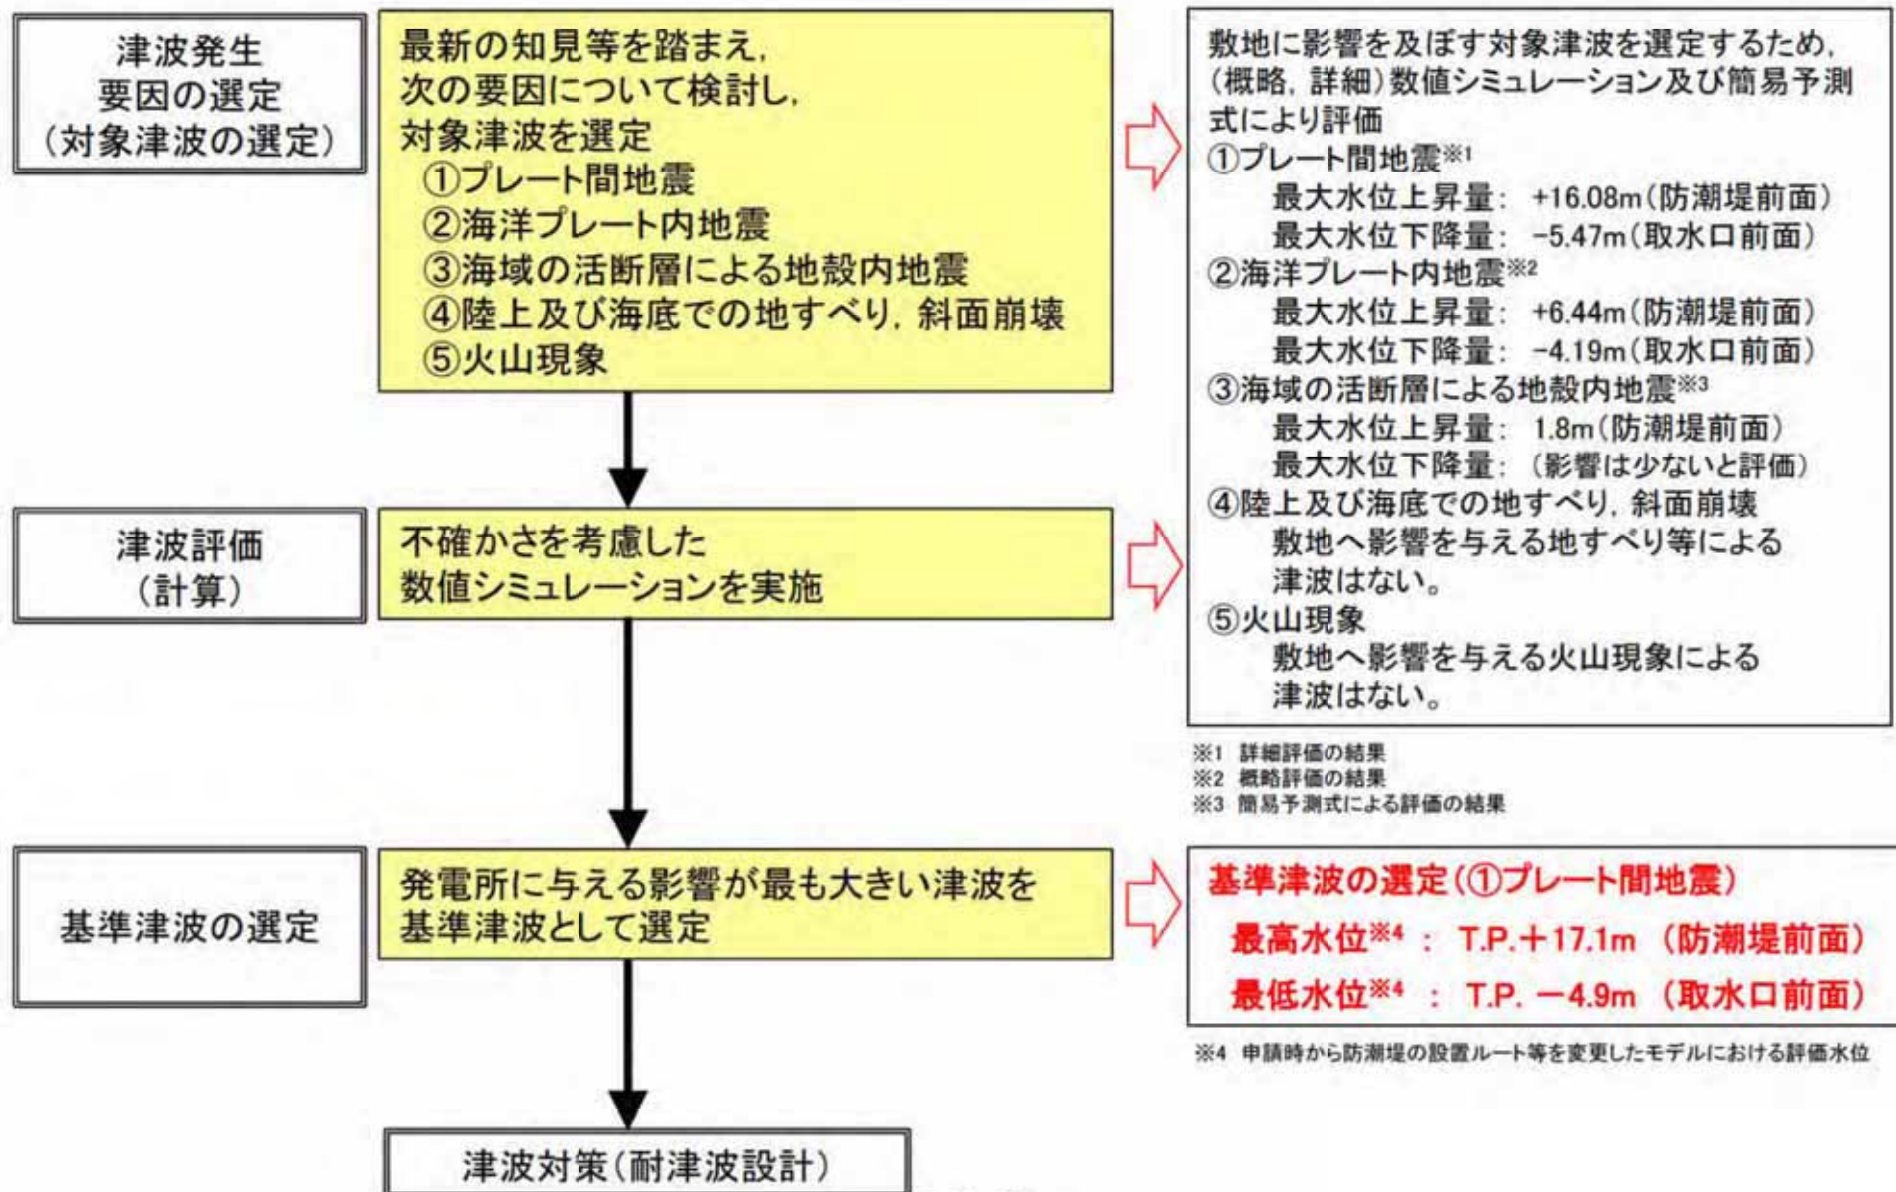 津波発生
要因の選定
(対象津波の選定)
最新の知見等を踏まえ,
次の要因について検討し,
対象津波を選定
①プレート間地震
②海洋プレート内地震
③海域の活断層による地殻内地震
④陸上及び海底での地すべり, 斜面崩壊
⑤火山現象
敷地に影響を及ぼす対象津波を選定するため,
(概略, 詳細)数値シミュレーション及び簡易予測
式により評価
①プレート間地震※1
最大水位上昇量: +16.08m(防潮堤前面)
最大水位下降量: -5.47m(取水口前面)
②海洋プレート内地震※2
最大水位上昇量: +6.44m(防潮堤前面)
最大水位下降量: -4.19m(取水口前面)
③海域の活断層による地殻内地震※3
最大水位上昇量: 1.8m(防潮堤前面)
最大水位下降量: (影響は少ないと評価)
④陸上及び海底での地すべり, 斜面崩壊
敷地へ影響を与える地すべり等による
津波はない。
⑤火山現象
敷地へ影響を与える火山現象による
津波はない。
※1 詳細評価の結果
※2 概略評価の結果
※3 簡易予測式による評価の結果
津波評価
(計算)
不確かさを考慮した
数値シミュレーションを実施
基準津波の選定
発電所に与える影響が最も大きい津波を
基準津波として選定
基準津波の選定(①プレート間地震)
最高水位※4 : T.P.+17.1m (防潮堤前面)
最低水位※4 : T.P. -4.9m (取水口前面)
※4 申請時から防潮堤の設置ルート等を変更したモデルにおける評価水位
津波対策(耐津波設計)